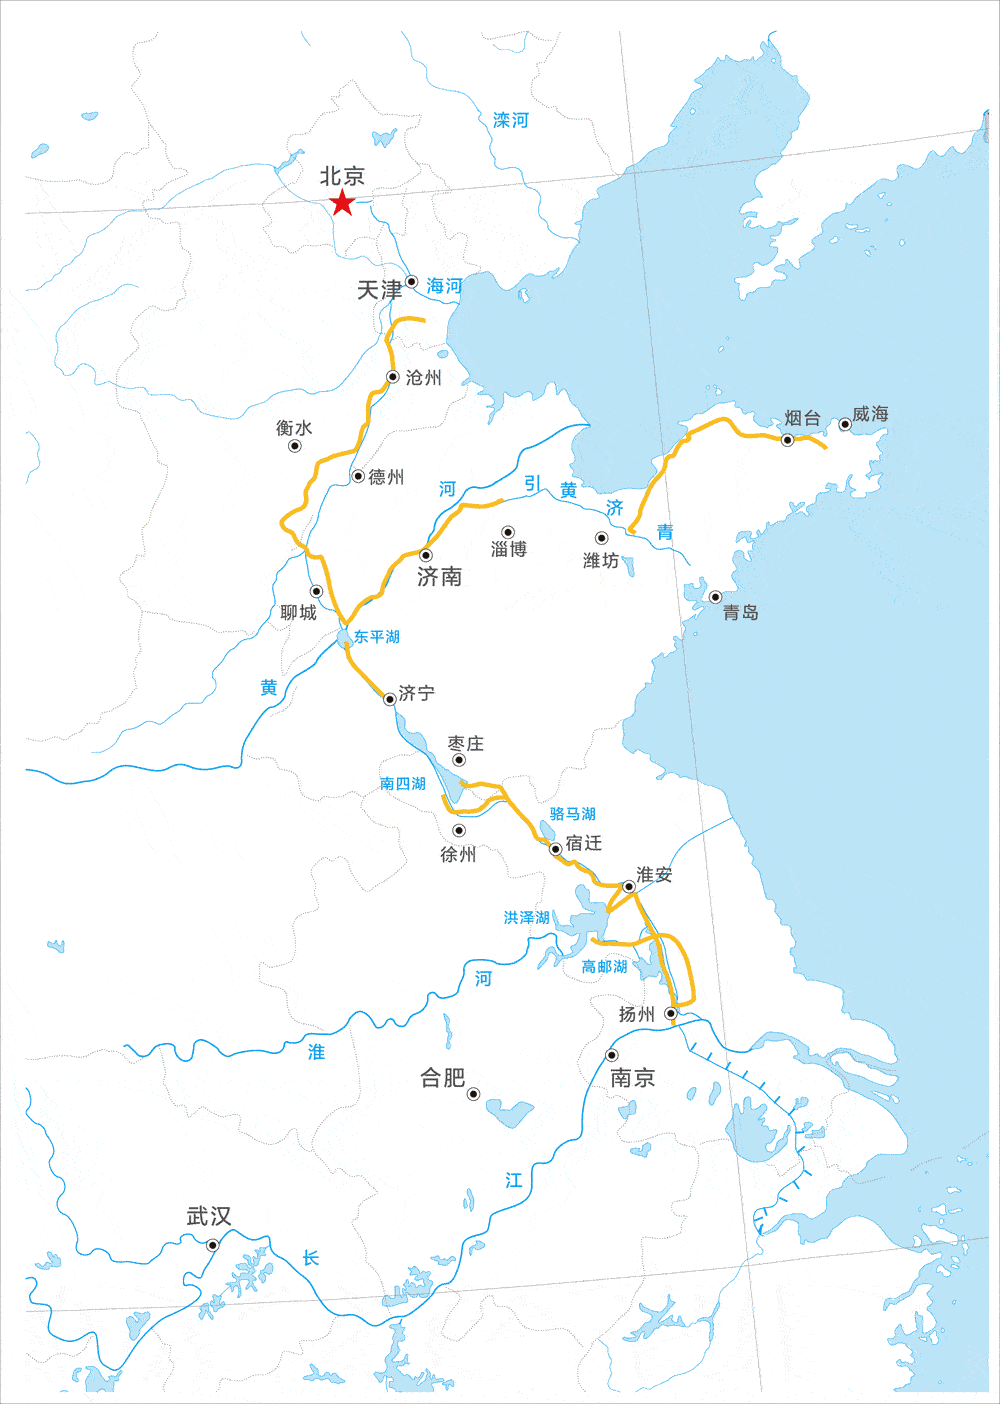 滦河
北京
海河
天津
沧州
威海
烟台
衡水
德州
河
引
黄
济
青
淄博
潍坊
济南
聊城
青岛
东平湖
黄
济宁
枣庄
南四湖
骆马湖
宿迁
徐州
淮安
洪泽湖
高邮湖
河
扬州
淮
合肥
南京
江
武汉
长